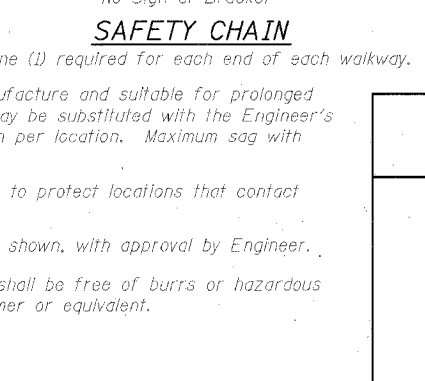 No Sign or Bracket
SAFETY CHAIN
ne (1) required for each end of each walkway.
ufacture and suitable for prolonged
ay be substituted with the Engineer's
n per location. Maximum sag with
to protect locations that contact
shown, with approval by Engineer.
shall be free of burrs or hazardous
ner or equivalent.